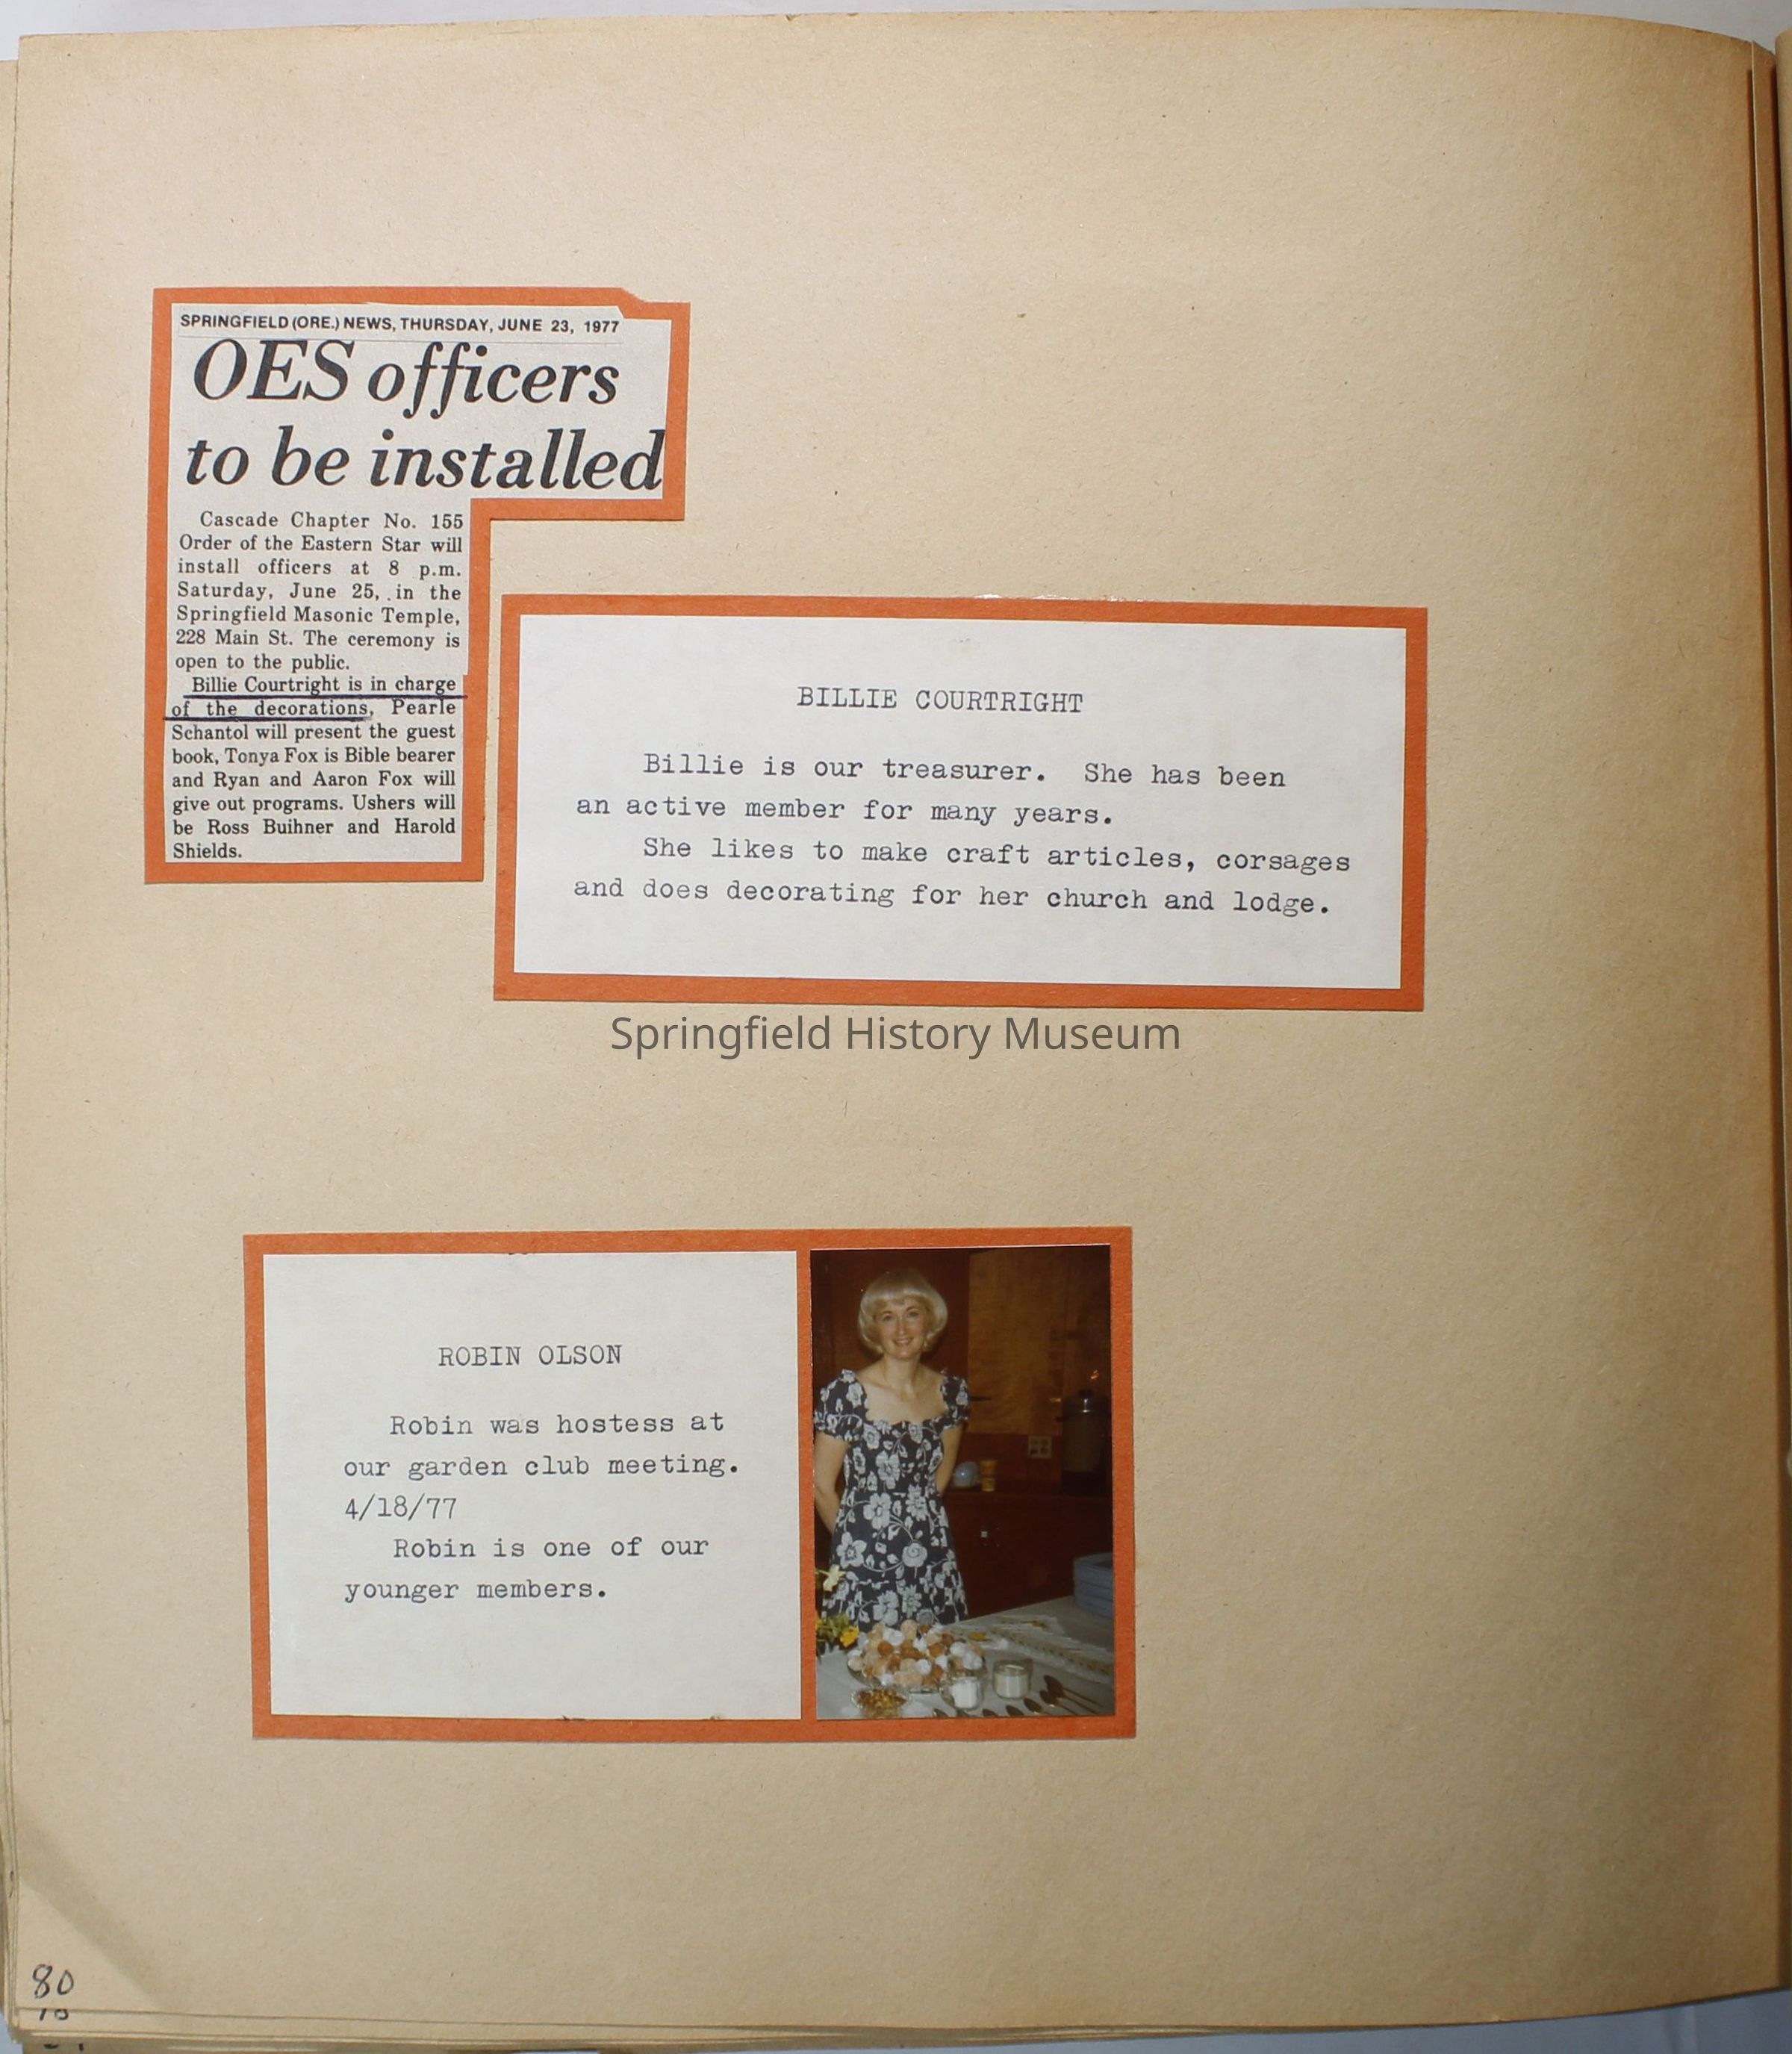 SPRINGFIELD (ORE.) NEWS, THURSDAY, JUNE 23, 1977
OES officers
to be installed
Cascade Chapter No. 155
Order of the Eastern Star will
install officers at 8 p.m.
Saturday, June 25, in the
Springfield Masonic Temple,
228 Main St. The ceremony is
open to the public.
Billie Courtright is in charge
of the decorations, Pearle
Schantol will present the guest
book, Tonya Fox is Bible bearer
and Ryan and Aaron Fox will
give out programs. Ushers will
be Ross Buihner and Harold
Shields.
BILLIE COURTRIGHT
Billie is our treasurer. She has been
an active member for many years.
She likes to make craft articles, corsages
and does decorating for her church and lodge.
Springfield History Museum
ROBIN OLSON
Robin was hostess at
our garden club meeting.
4/18/77
Robin is one of our
younger members.
80